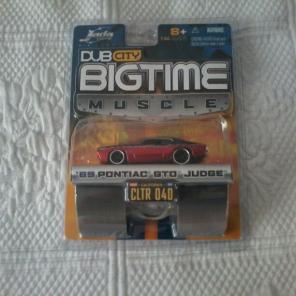 Jada
8+
DUB CITY
BIGTIME
MUSCLE
'69 PONTIAC GTO JUDGE
CALIFORNIA
CLTR 040